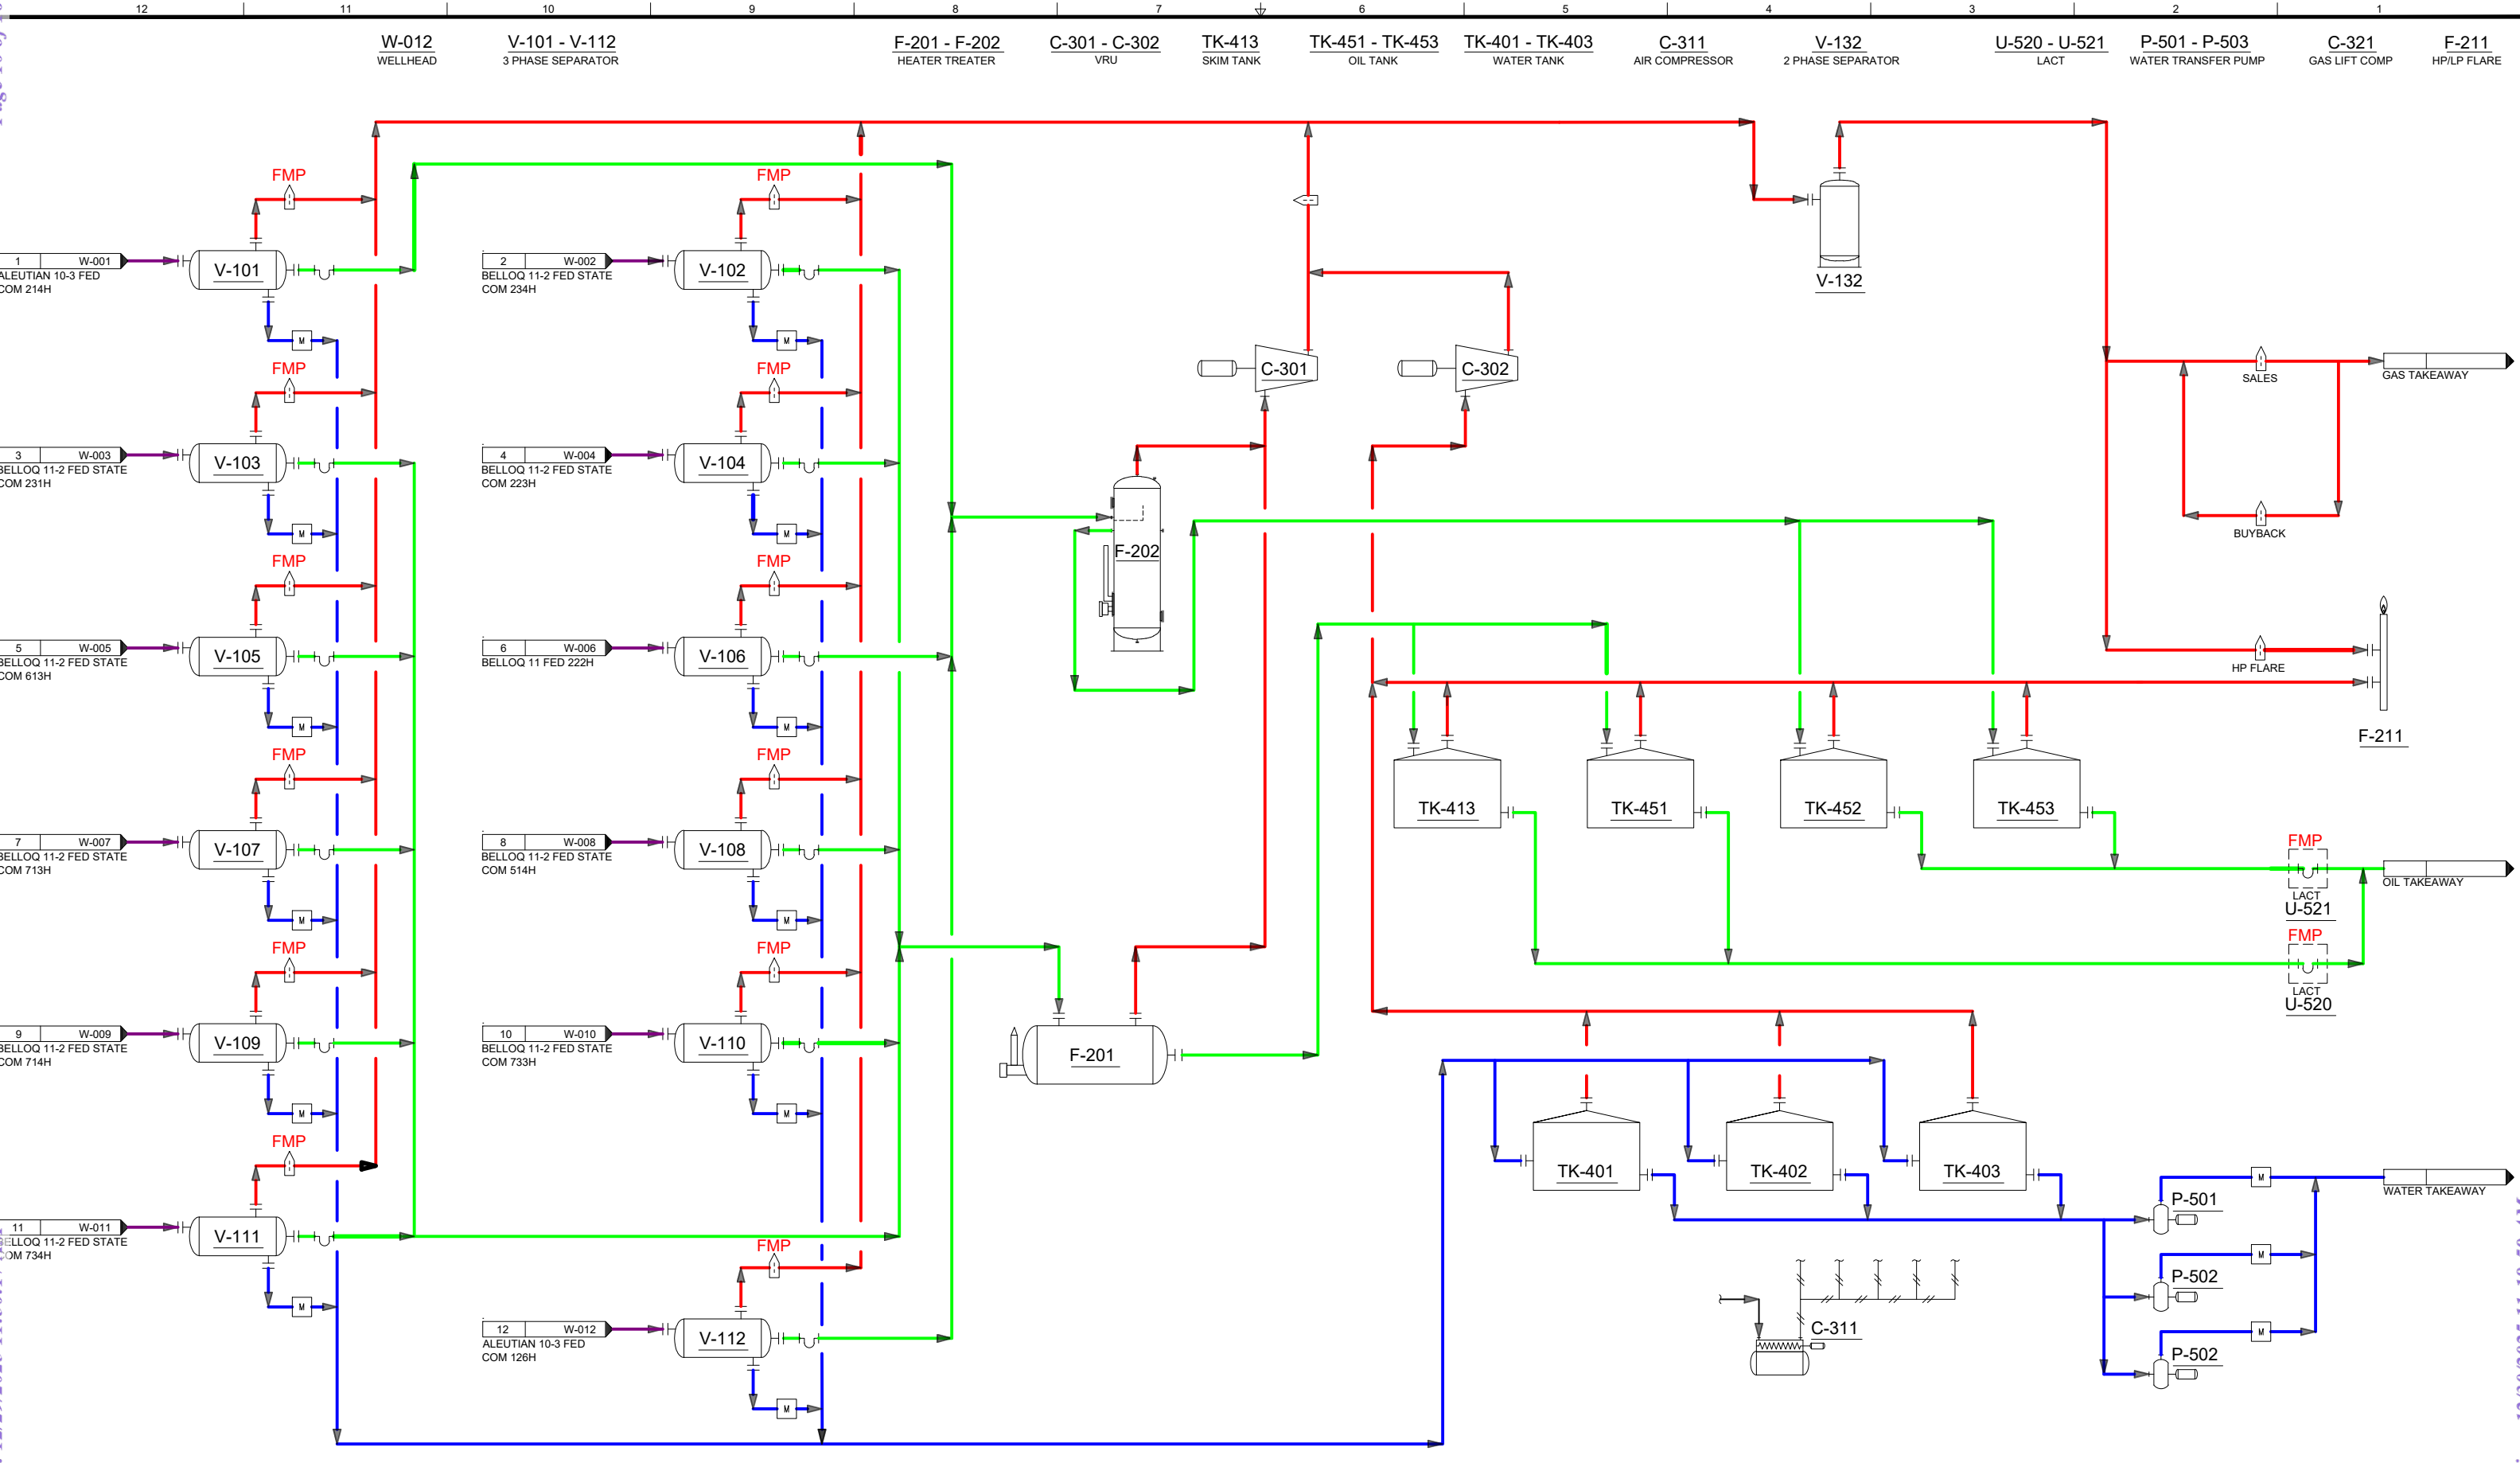 12 11 10 9 8 7 6 5 4 3 2 1
W-012
WELLHEAD
V-101 - V-112
3 PHASE SEPARATOR
F-201 - F-202
HEATER TREATER
C-301 - C-302
VRU
TK-413
SKIM TANK
TK-451 - TK-453
OIL TANK
TK-401 - TK-403
WATER TANK
C-311
AIR COMPRESSOR
V-132
2 PHASE SEPARATOR
U-520 - U-521
LACT
P-501 - P-503
WATER TRANSFER PUMP
C-321
GAS LIFT COMP
F-211
HP/LP FLARE
FMP
1 W-001
ALEUTIAN 10-3 FED
COM 214H
V-101
M
FMP
2 W-002
BELLOQ 11-2 FED STATE
COM 234H
V-102
M
FMP
3 W-003
BELLOQ 11-2 FED STATE
COM 231H
V-103
M
FMP
4 W-004
BELLOQ 11-2 FED STATE
COM 223H
V-104
M
FMP
5 W-005
BELLOQ 11-2 FED STATE
COM 613H
V-105
M
FMP
6 W-006
BELLOQ 11 FED 222H
V-106
M
FMP
7 W-007
BELLOQ 11-2 FED STATE
COM 713H
V-107
M
FMP
8 W-008
BELLOQ 11-2 FED STATE
COM 514H
V-108
M
FMP
9 W-009
BELLOQ 11-2 FED STATE
COM 714H
V-109
M
FMP
10 W-010
BELLOQ 11-2 FED STATE
COM 733H
V-110
M
FMP
11 W-011
BELLOQ 11-2 FED STATE
COM 734H
V-111
M
FMP
12 W-012
ALEUTIAN 10-3 FED
COM 126H
V-112
M
V-132
C-301
C-302
F-202
F-201
SALES
GAS TAKEAWAY
BUYBACK
HP FLARE
F-211
TK-413
TK-451
TK-452
TK-453
FMP
LACT
U-521
OIL TAKEAWAY
FMP
LACT
U-520
TK-401
TK-402
TK-403
M
WATER TAKEAWAY
P-501
M
P-502
M
P-502
C-311